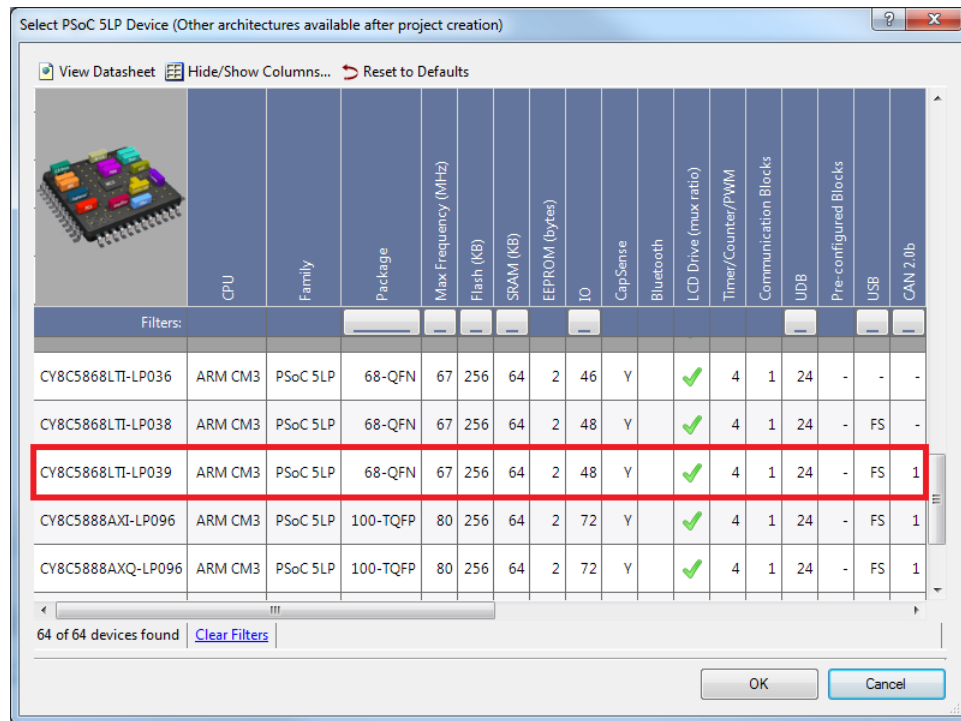 Select PSoC 5LP Device (Other architectures available after project creation)
View Datasheet Hide/Show Columns... Reset to Defaults
CPU Family Package Max Frequency (MHz) Flash (KB) SRAM (KB) EEPROM (bytes) IO CapSense Bluetooth LCD Drive (mux ratio) Timer/Counter/PWM Communication Blocks UDB Pre-configured Blocks USB CAN 2.0b
Filters:
CY8C5868LTI-LP036 ARM CM3 PSoC 5LP 68-QFN 67 256 64 2 46 Y 4 1 24 - - -
CY8C5868LTI-LP038 ARM CM3 PSoC 5LP 68-QFN 67 256 64 2 48 Y 4 1 24 - FS -
CY8C5868LTI-LP039 ARM CM3 PSoC 5LP 68-QFN 67 256 64 2 48 Y 4 1 24 - FS 1
CY8C5888AXI-LP096 ARM CM3 PSoC 5LP 100-TQFP 80 256 64 2 72 Y 4 1 24 - FS 1
CY8C5888AXQ-LP096 ARM CM3 PSoC 5LP 100-TQFP 80 256 64 2 72 Y 4 1 24 - FS 1
64 of 64 devices found Clear Filters
OK Cancel